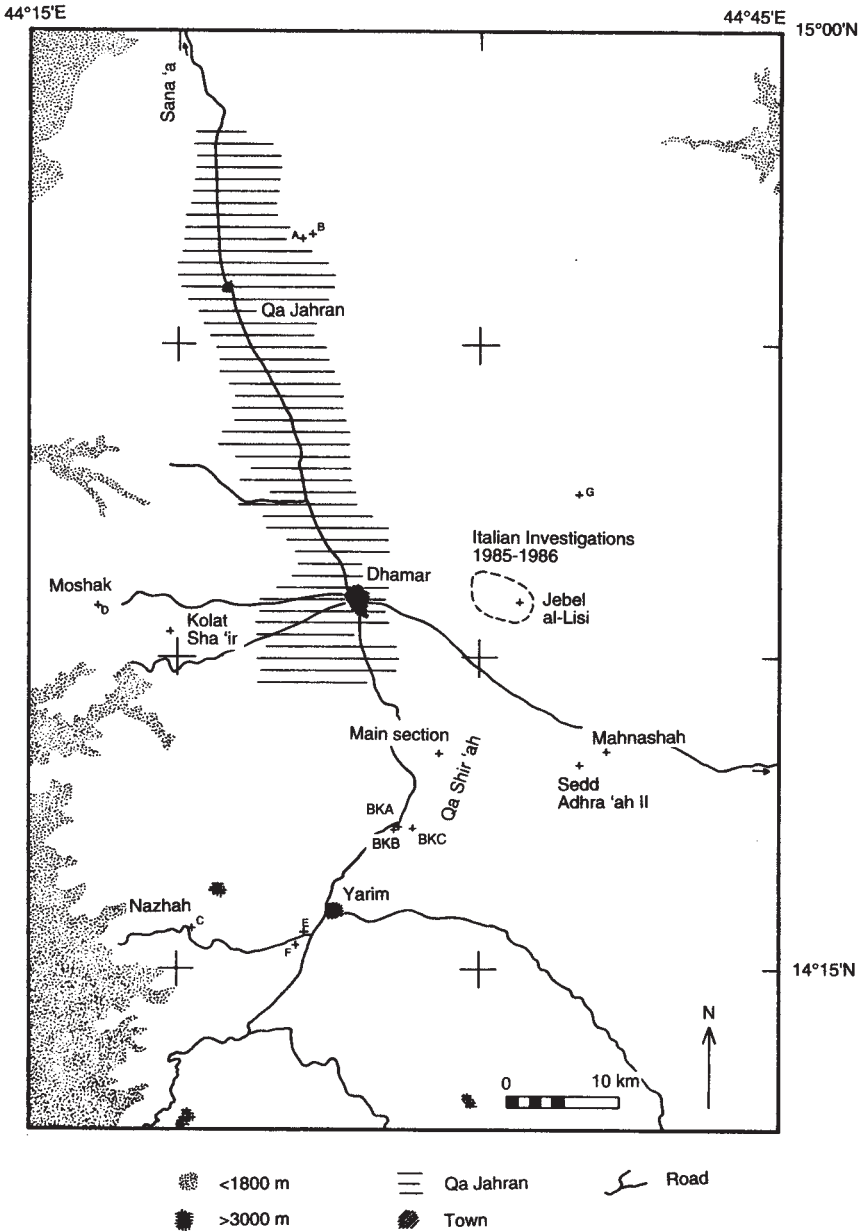 44°15'E
44°45'E
15°00'N
Sana 'a
A
B
Qa Jahran
G
Italian Investigations
1985-1986
Dhamar
Moshak
D
Jebel
al-Lisi
Kolat
Sha 'ir
Main section
Qa Shir 'ah
Mahnashah
Sedd
Adhra 'ah II
BKA
BKB
BKC
Yarim
Nazhah
C
E
F
14°15'N
N
0 10 km
<1800 m
Qa Jahran
Road
>3000 m
Town